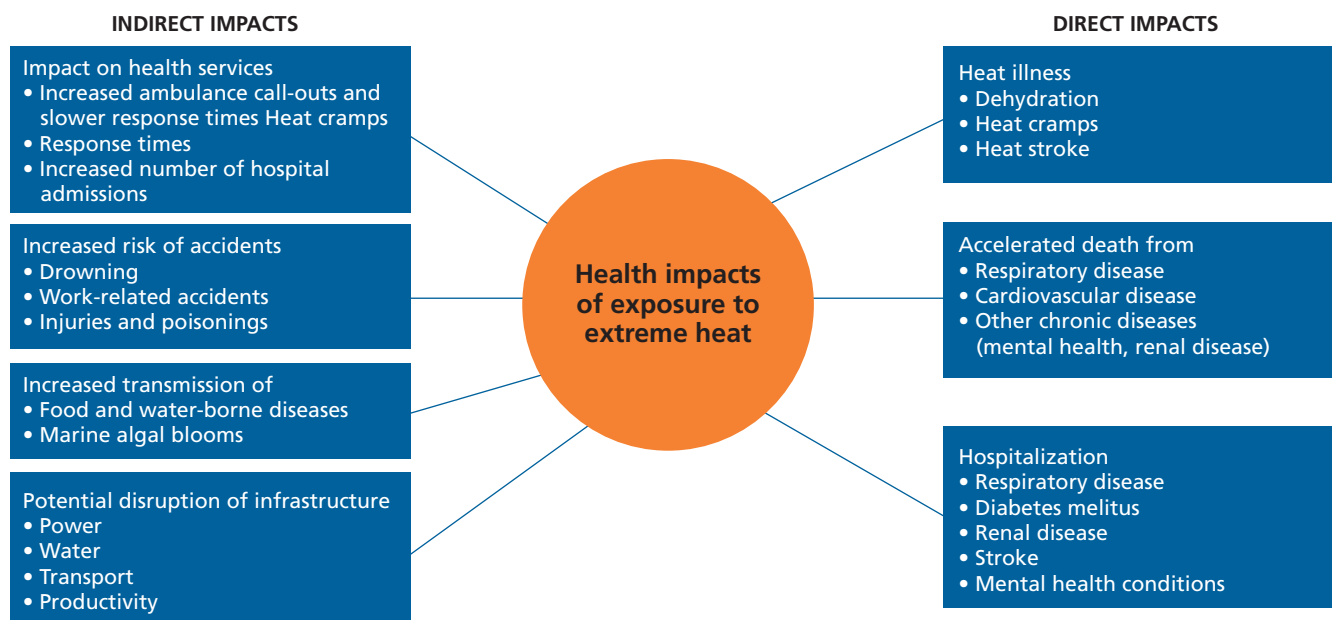 INDIRECT IMPACTS
Impact on health services
• Increased ambulance call-outs and
slower response times Heat cramps
• Response times
• Increased number of hospital
admissions
Increased risk of accidents
• Drowning
• Work-related accidents
• Injuries and poisonings
Increased transmission of
• Food and water-borne diseases
• Marine algal blooms
Potential disruption of infrastructure
• Power
• Water
• Transport
• Productivity
Health impacts
of exposure to
extreme heat
DIRECT IMPACTS
Heat illness
• Dehydration
• Heat cramps
• Heat stroke
Accelerated death from
• Respiratory disease
• Cardiovascular disease
• Other chronic diseases
(mental health, renal disease)
Hospitalization
• Respiratory disease
• Diabetes melitus
• Renal disease
• Stroke
• Mental health conditions